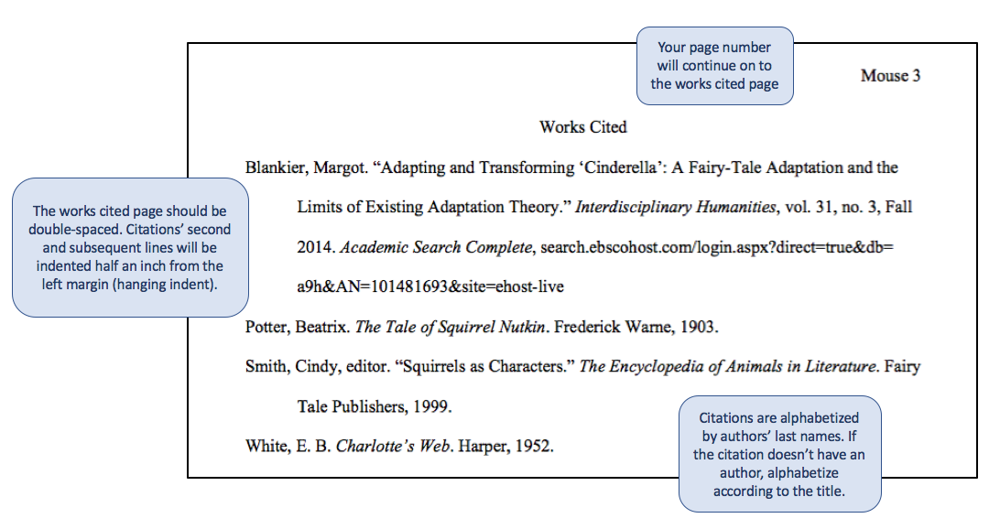 Your page number
will continue on to
the works cited page
Mouse 3
Works Cited
Blankier, Margot. “Adapting and Transforming ‘Cinderella’: A Fairy-Tale Adaptation and the
Limits of Existing Adaptation Theory.” Interdisciplinary Humanities, vol. 31, no. 3, Fall
2014. Academic Search Complete, search.ebscohost.com/login.aspx?direct=true&db=
a9h&AN=101481693&site=ehost-live
The works cited page should be
double-spaced. Citations’ second
and subsequent lines will be
indented half an inch from the
left margin (hanging indent).
Potter, Beatrix. The Tale of Squirrel Nutkin. Frederick Warne, 1903.
Smith, Cindy, editor. “Squirrels as Characters.” The Encyclopedia of Animals in Literature. Fairy
Tale Publishers, 1999.
White, E. B. Charlotte’s Web. Harper, 1952.
Citations are alphabetized
by authors’ last names. If
the citation doesn’t have an
author, alphabetize
according to the title.